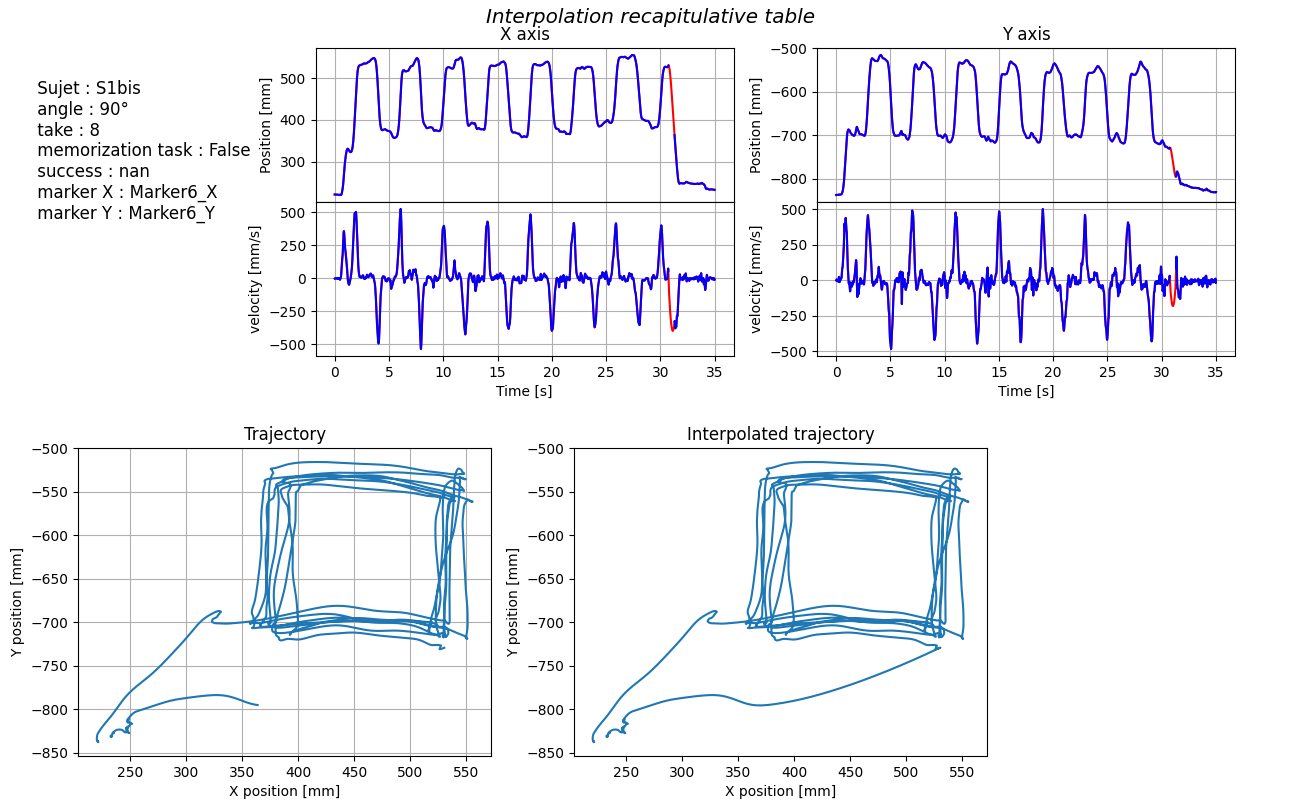 Interpolation recapitulative table
Sujet : S1bis
angle : 90°
take : 8
memorization task : False
success : nan
marker X : Marker6_X
marker Y : Marker6_Y
X axis
Position [mm]
500
400
300
velocity [mm/s]
500
250
0
−250
−500
0 5 10 15 20 25 30 35
Time [s]
Y axis
Position [mm]
−500
−600
−700
−800
velocity [mm/s]
500
250
0
−250
−500
0 5 10 15 20 25 30 35
Time [s]
Trajectory
Y position [mm]
−500
−550
−600
−650
−700
−750
−800
−850
250 300 350 400 450 500 550
X position [mm]
Interpolated trajectory
Y position [mm]
−500
−550
−600
−650
−700
−750
−800
−850
250 300 350 400 450 500 550
X position [mm]